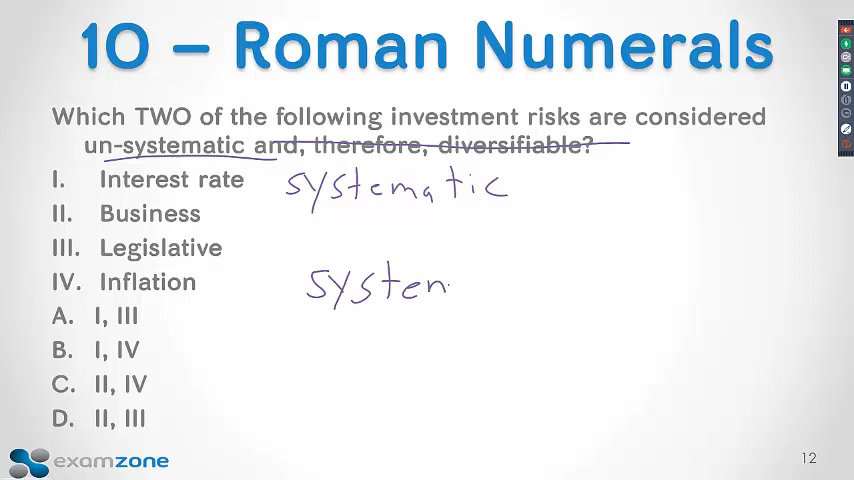 10 – Roman Numerals
Which TWO of the following investment risks are considered
un-systematic and, therefore, diversifiable?
I. Interest rate systematic
II. Business
III. Legislative
IV. Inflation systen
A. I, III
B. I, IV
C. II, IV
D. II, III
examzone
12